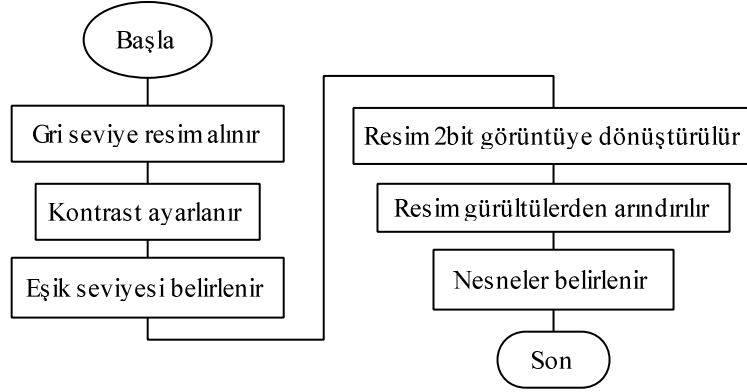 Başla
Gri seviye resim alınır
Kontrast ayarlanır
Eşik seviyesi belirlenir
Resim 2bit görüntüye dönüştürülür
Resim gürültülerden arındırılır
Nesneler belirlenir
Son